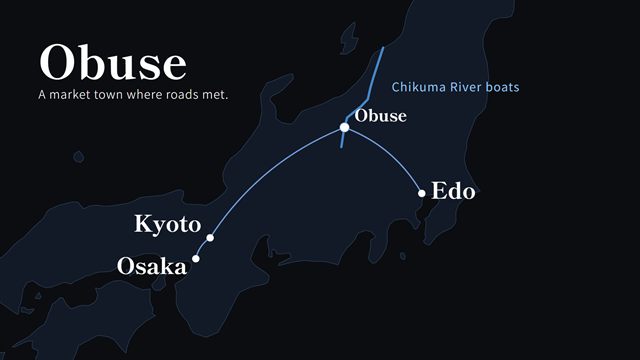 Obuse
A market town where roads met.
Chikuma River boats
Obuse
Edo
Kyoto
Osaka